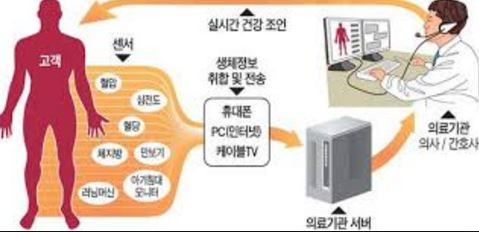 실시간 건강 조언
고객
센서
혈압
심전도
혈당
체지방
만보기
러닝머신
아기침대
모니터
생체정보
취합 및 전송
휴대폰
PC(인터넷)
케이블TV
의료기관 서버
의료기관
의사 / 간호사